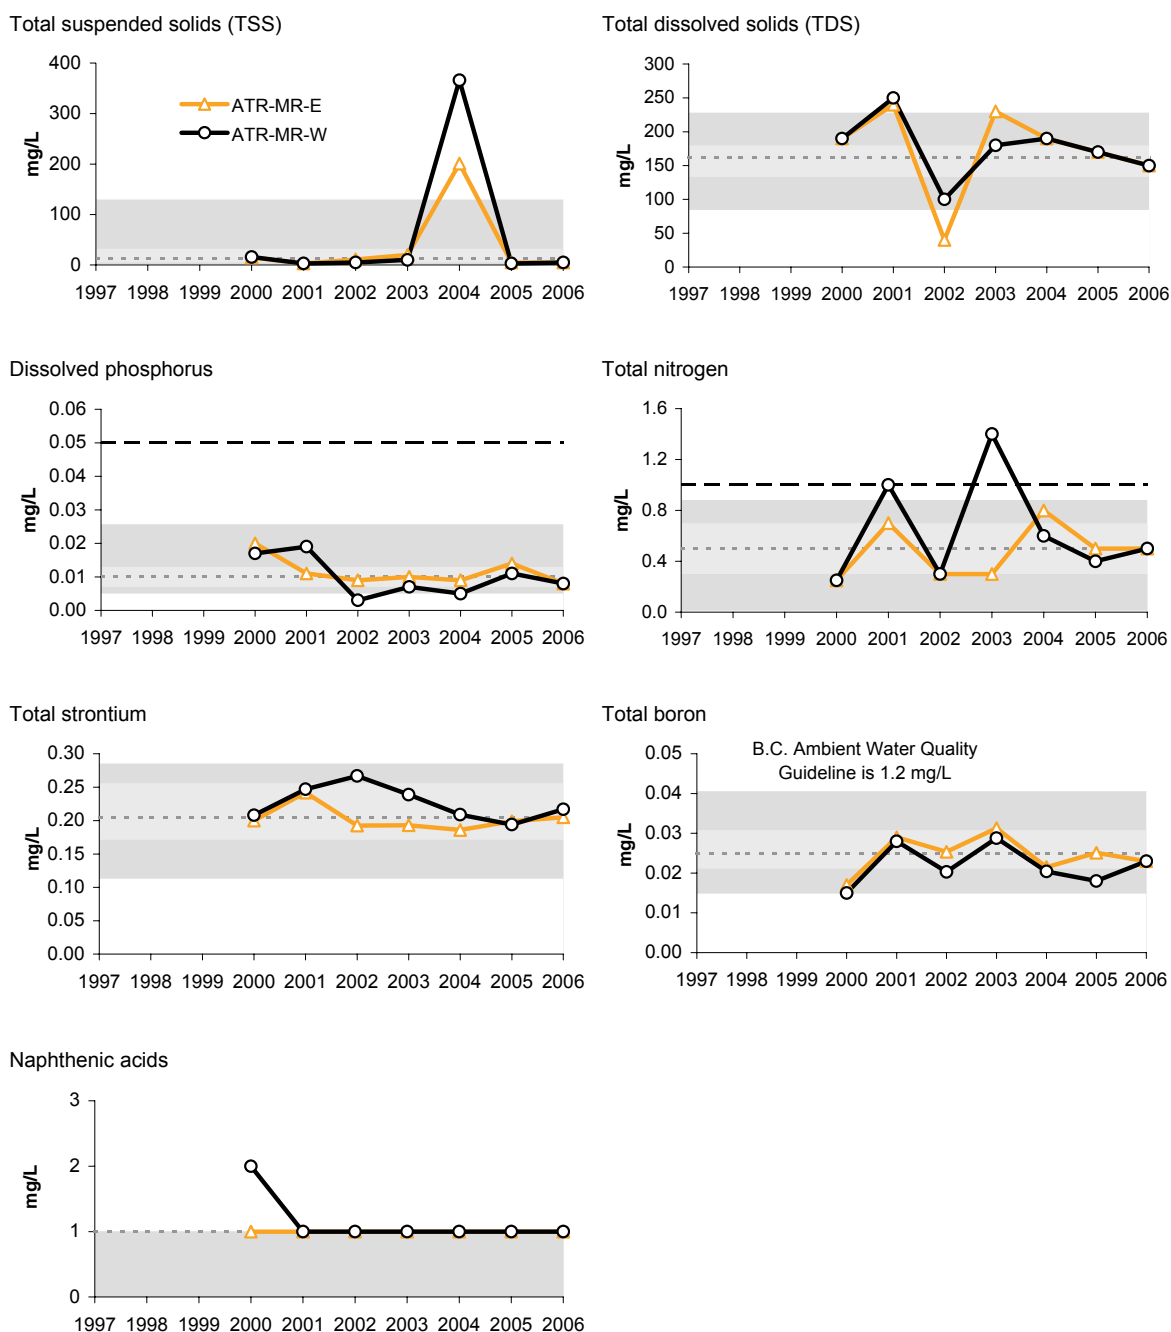 Total suspended solids (TSS)
400
300
200
100
0
mg/L
ATR-MR-E
ATR-MR-W
1997 1998 1999 2000 2001 2002 2003 2004 2005 2006
Total dissolved solids (TDS)
300
250
200
150
100
50
0
mg/L
1997 1998 1999 2000 2001 2002 2003 2004 2005 2006
Dissolved phosphorus
0.06
0.05
0.04
0.03
0.02
0.01
0.00
mg/L
1997 1998 1999 2000 2001 2002 2003 2004 2005 2006
Total nitrogen
1.6
1.2
0.8
0.4
0.0
mg/L
1997 1998 1999 2000 2001 2002 2003 2004 2005 2006
Total strontium
0.30
0.25
0.20
0.15
0.10
0.05
0.00
mg/L
1997 1998 1999 2000 2001 2002 2003 2004 2005 2006
Total boron
B.C. Ambient Water Quality
Guideline is 1.2 mg/L
0.05
0.04
0.03
0.02
0.01
0.00
mg/L
1997 1998 1999 2000 2001 2002 2003 2004 2005 2006
Naphthenic acids
3
2
1
0
mg/L
1997 1998 1999 2000 2001 2002 2003 2004 2005 2006